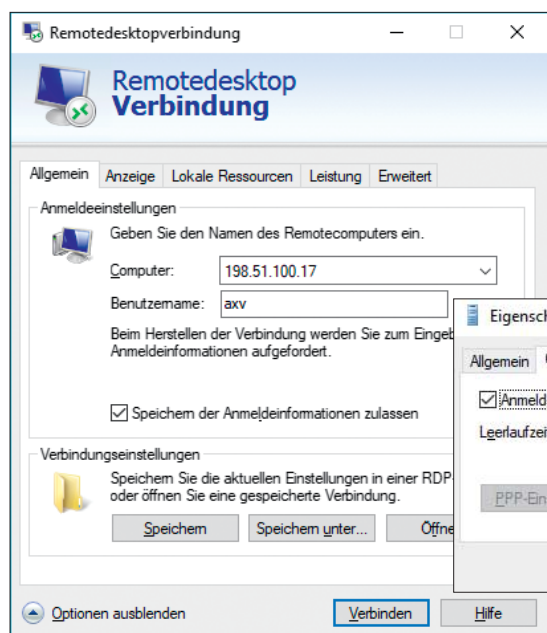 Remotedesktopverbindung
Remotedesktop
Verbindung
Allgemein Anzeige Lokale Ressourcen Leistung Erweitert
Anmeldeeinstellungen
Geben Sie den Namen des Remotecomputers ein.
Computer: 198.51.100.17
Benutzername: axv
Beim Herstellen der Verbindung werden Sie zum Eingeb
Anmeldeinformationen aufgefordert.
Speichern der Anmeldeinformationen zulassen
Verbindungseinstellungen
Speichern Sie die aktuellen Einstellungen in einer RDP-
oder öffnen Sie eine gespeicherte Verbindung.
Speichern Speichern unter... Öffne
Optionen ausblenden Verbinden Hilfe
Eigensch
Allgemein
Anmeld
Leerlaufzei
PPP-Ein